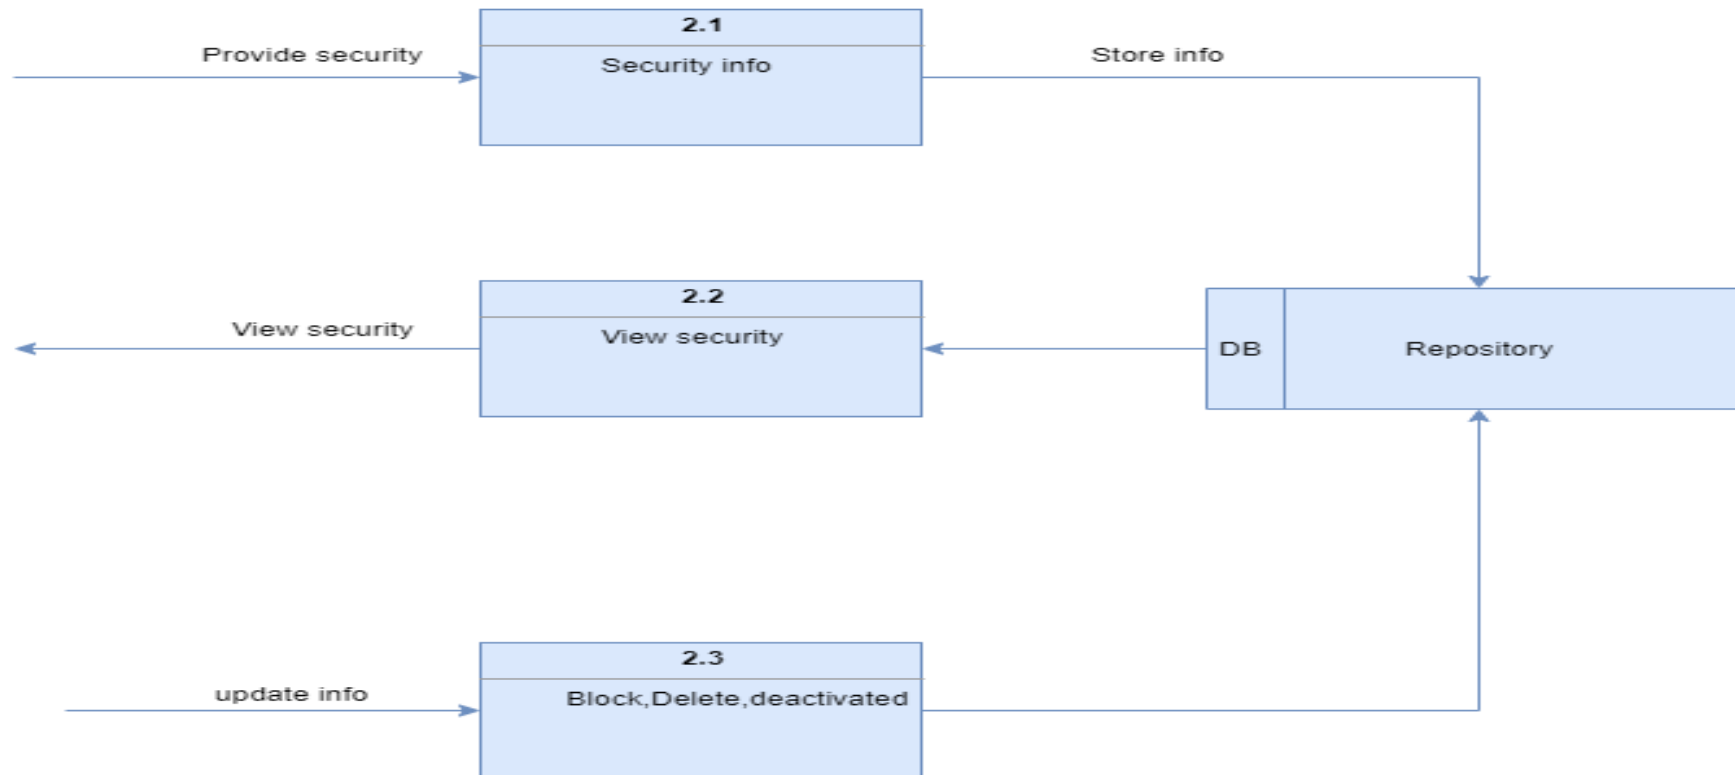 2.1
Provide security
Security info
Store info
2.2
View security
View security
DB
Repository
2.3
update info
Block,Delete,deactivated